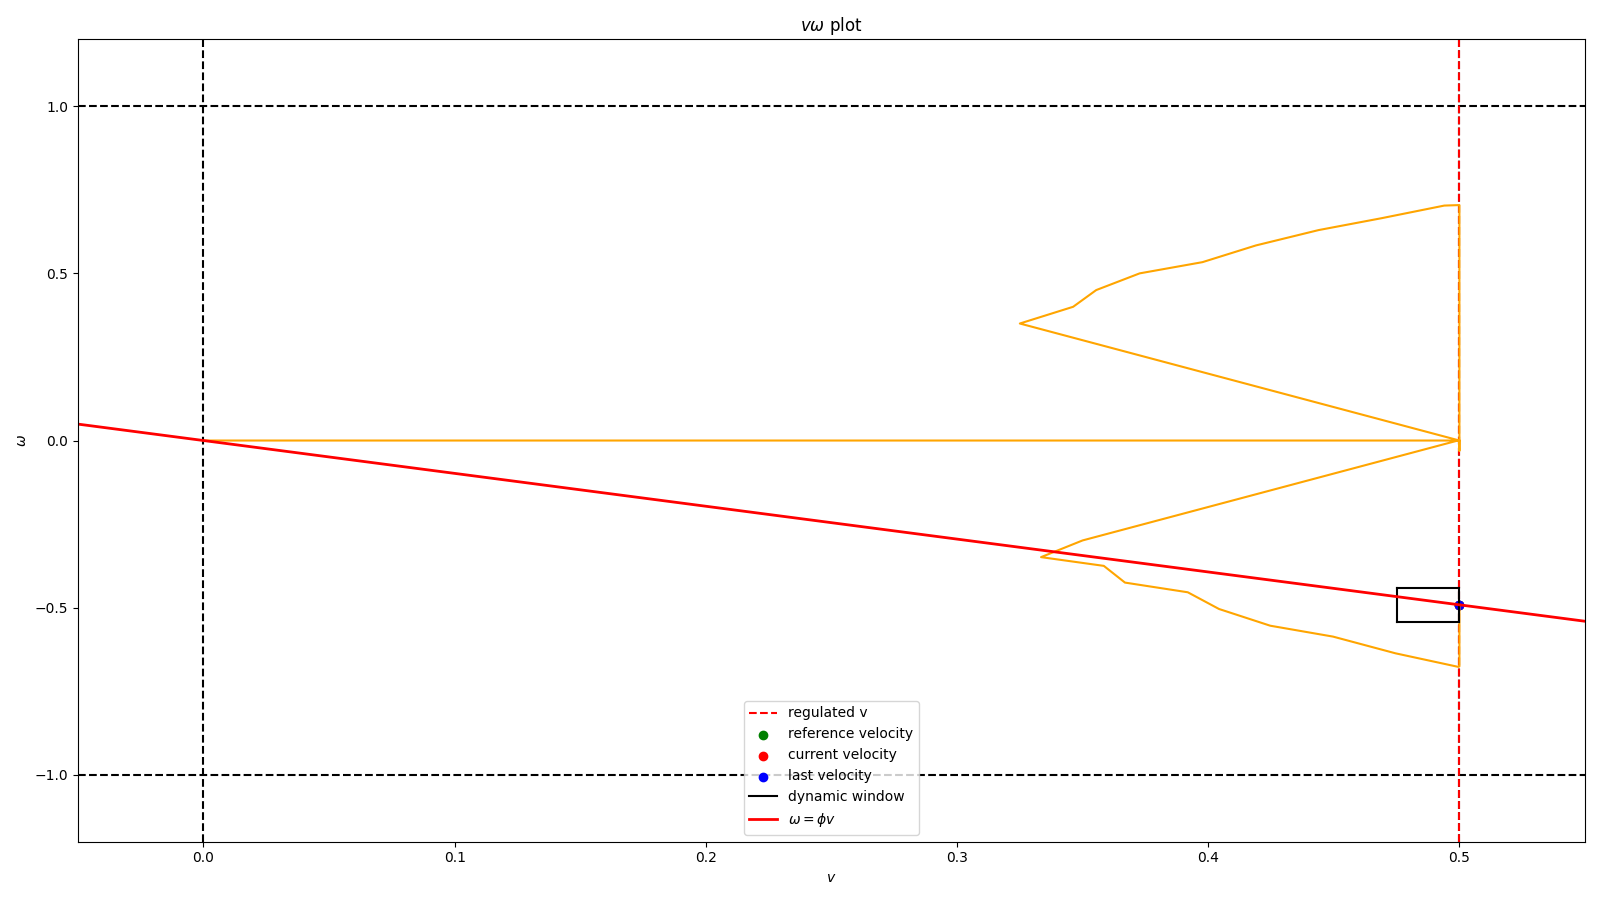 vω plot
1.0
0.5
0.0
−0.5
−1.0
ω
0.0
0.1
0.2
0.3
0.4
0.5
v
regulated v
reference velocity
current velocity
last velocity
dynamic window
ω = ϕv